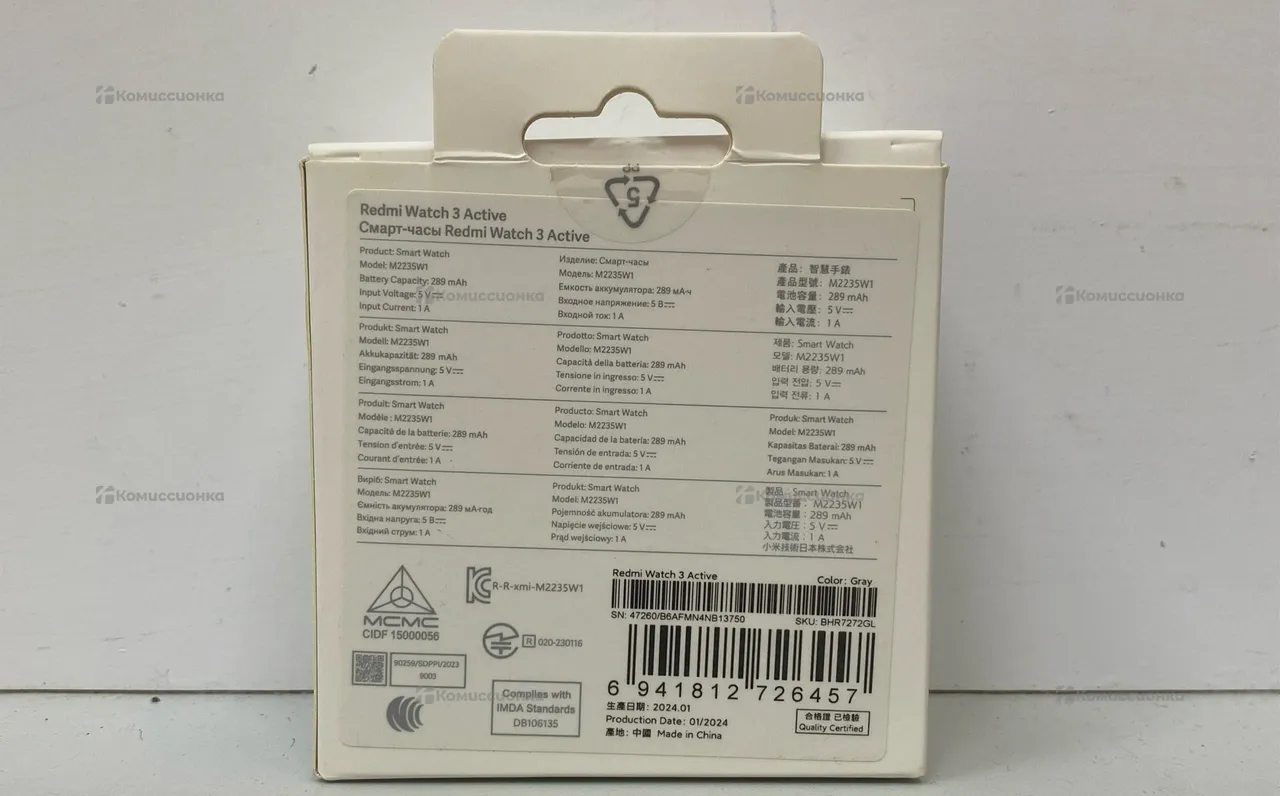 Комиссионка
Комиссионка
PP
5
Redmi Watch 3 Active
Смарт-часы Redmi Watch 3 Active
Product: Smart Watch
Model: M2235W1
Battery Capacity: 289 mAh
Input Voltage: 5 V⎓
Input Current: 1 A
Изделие: Смарт-часы
Модель: M2235W1
Емкость аккумулятора: 289 мА·ч
Входное напряжение: 5 В⎓
Входной ток: 1 A
產品: 智慧手錶
產品型號: M2235W1
電池容量: 289 mAh
輸入電壓: 5 V⎓
輸入電流: 1 A
Комиссионка
Комиссионка
Produkt: Smart Watch
Modell: M2235W1
Akkukapazität: 289 mAh
Eingangsspannung: 5 V⎓
Eingangsstrom: 1 A
Prodotto: Smart Watch
Modello: M2235W1
Capacità della batteria: 289 mAh
Tensione in ingresso: 5 V⎓
Corrente in ingresso: 1 A
제품: Smart Watch
모델: M2235W1
배터리 용량: 289 mAh
입력 전압: 5 V⎓
입력 전류: 1 A
Produit: Smart Watch
Modèle : M2235W1
Capacité de la batterie: 289 mAh
Tension d'entrée: 5 V⎓
Courant d'entrée: 1 A
Producto: Smart Watch
Modelo: M2235W1
Capacidad de la batería: 289 mAh
Tensión de entrada: 5 V⎓
Corriente de entrada: 1 A
Produk: Smart Watch
Model: M2235W1
Kapasitas Baterai: 289 mAh
Tegangan Masukan: 5 V⎓
Arus Masukan: 1 A
Виріб: Smart Watch
Модель: M2235W1
Ємність акумулятора: 289 мА·год
Вхідна напруга: 5 В⎓
Вхідний струм: 1 A
Produkt: Smart Watch
Model: M2235W1
Pojemność akumulatora: 289 mAh
Napięcie wejściowe: 5 V⎓
Prąd wejściowy: 1 A
製品: Smart Watch
製品型番: M2235W1
電池容量: 289 mAh
入力電圧: 5 V⎓
入力電流: 1 A
小米技術日本株式会社
Комиссионка
Комиссионка
MCMC
CIDF 15000056
R-R-xmi-M2235W1
R 020-230116
90259/SDPPI/2023
9003
Complies with
IMDA Standards
DB106135
Redmi Watch 3 Active Color: Gray
SN: 47260/B6AFMN4NB13750 SKU: BHR7272GL
6 941812 726457
生產日期: 2024.01
Production Date: 01/2024
產地: 中國 Made in China
合格證 已檢驗
Quality Certified
Комиссионка
Комиссионка